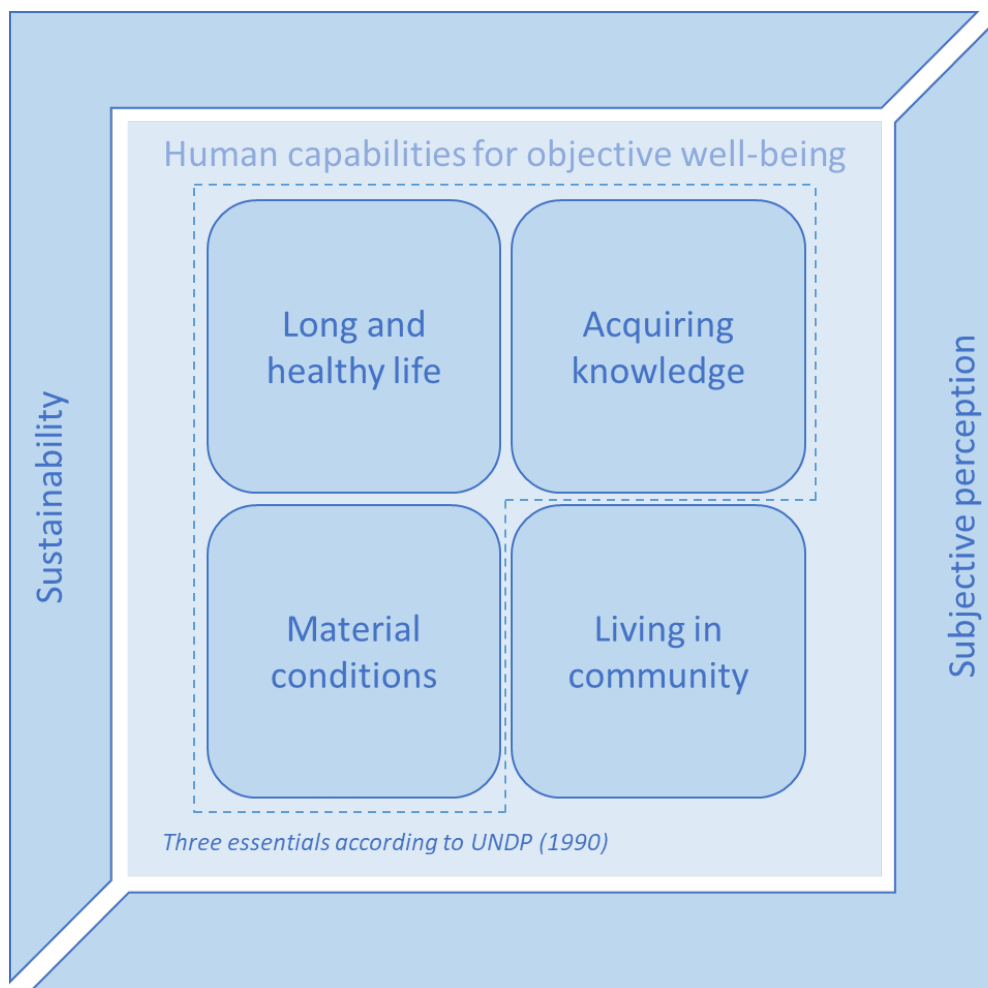 Human capabilities for objective well-being
Long and
healthy life
Acquiring
knowledge
Sustainability
Subjective perception
Material
conditions
Living in
community
Three essentials according to UNDP (1990)